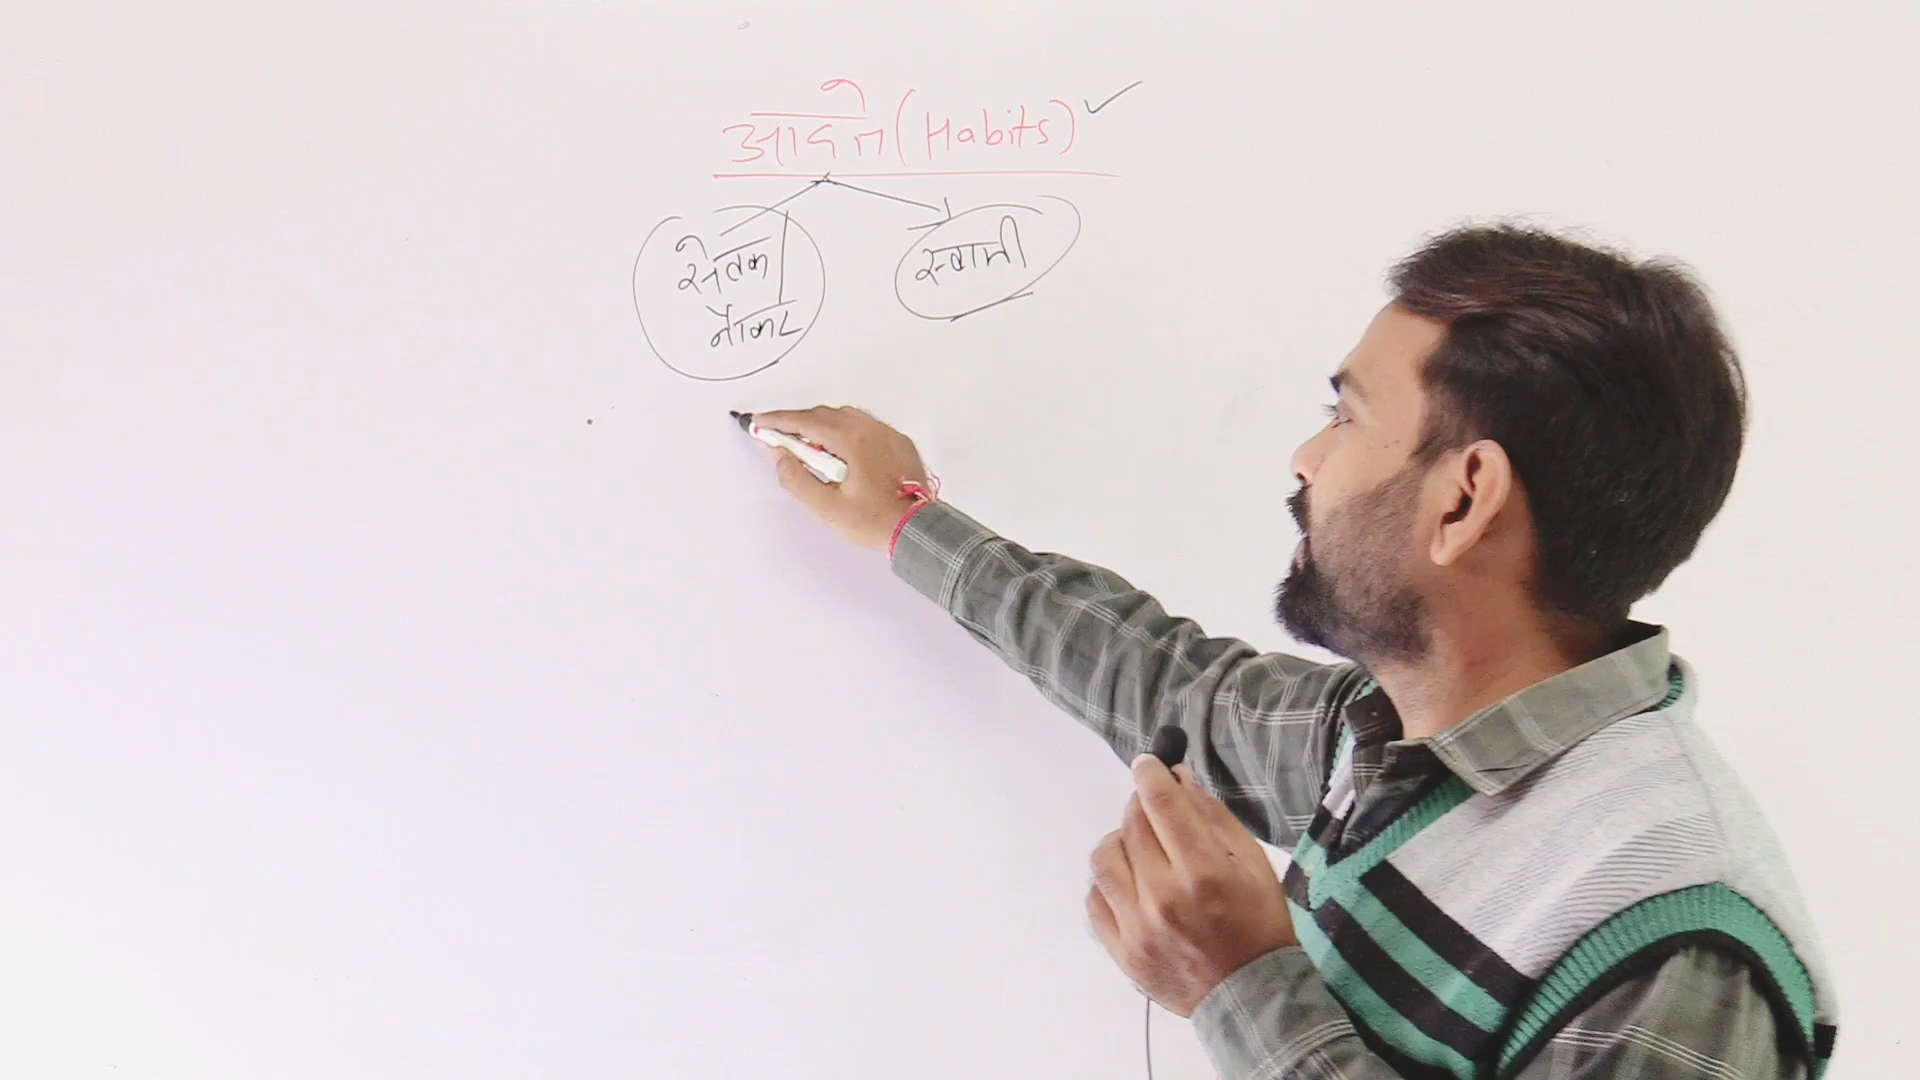 आदते (Habits) ✓
सेवक/ स्वामी
नौकर